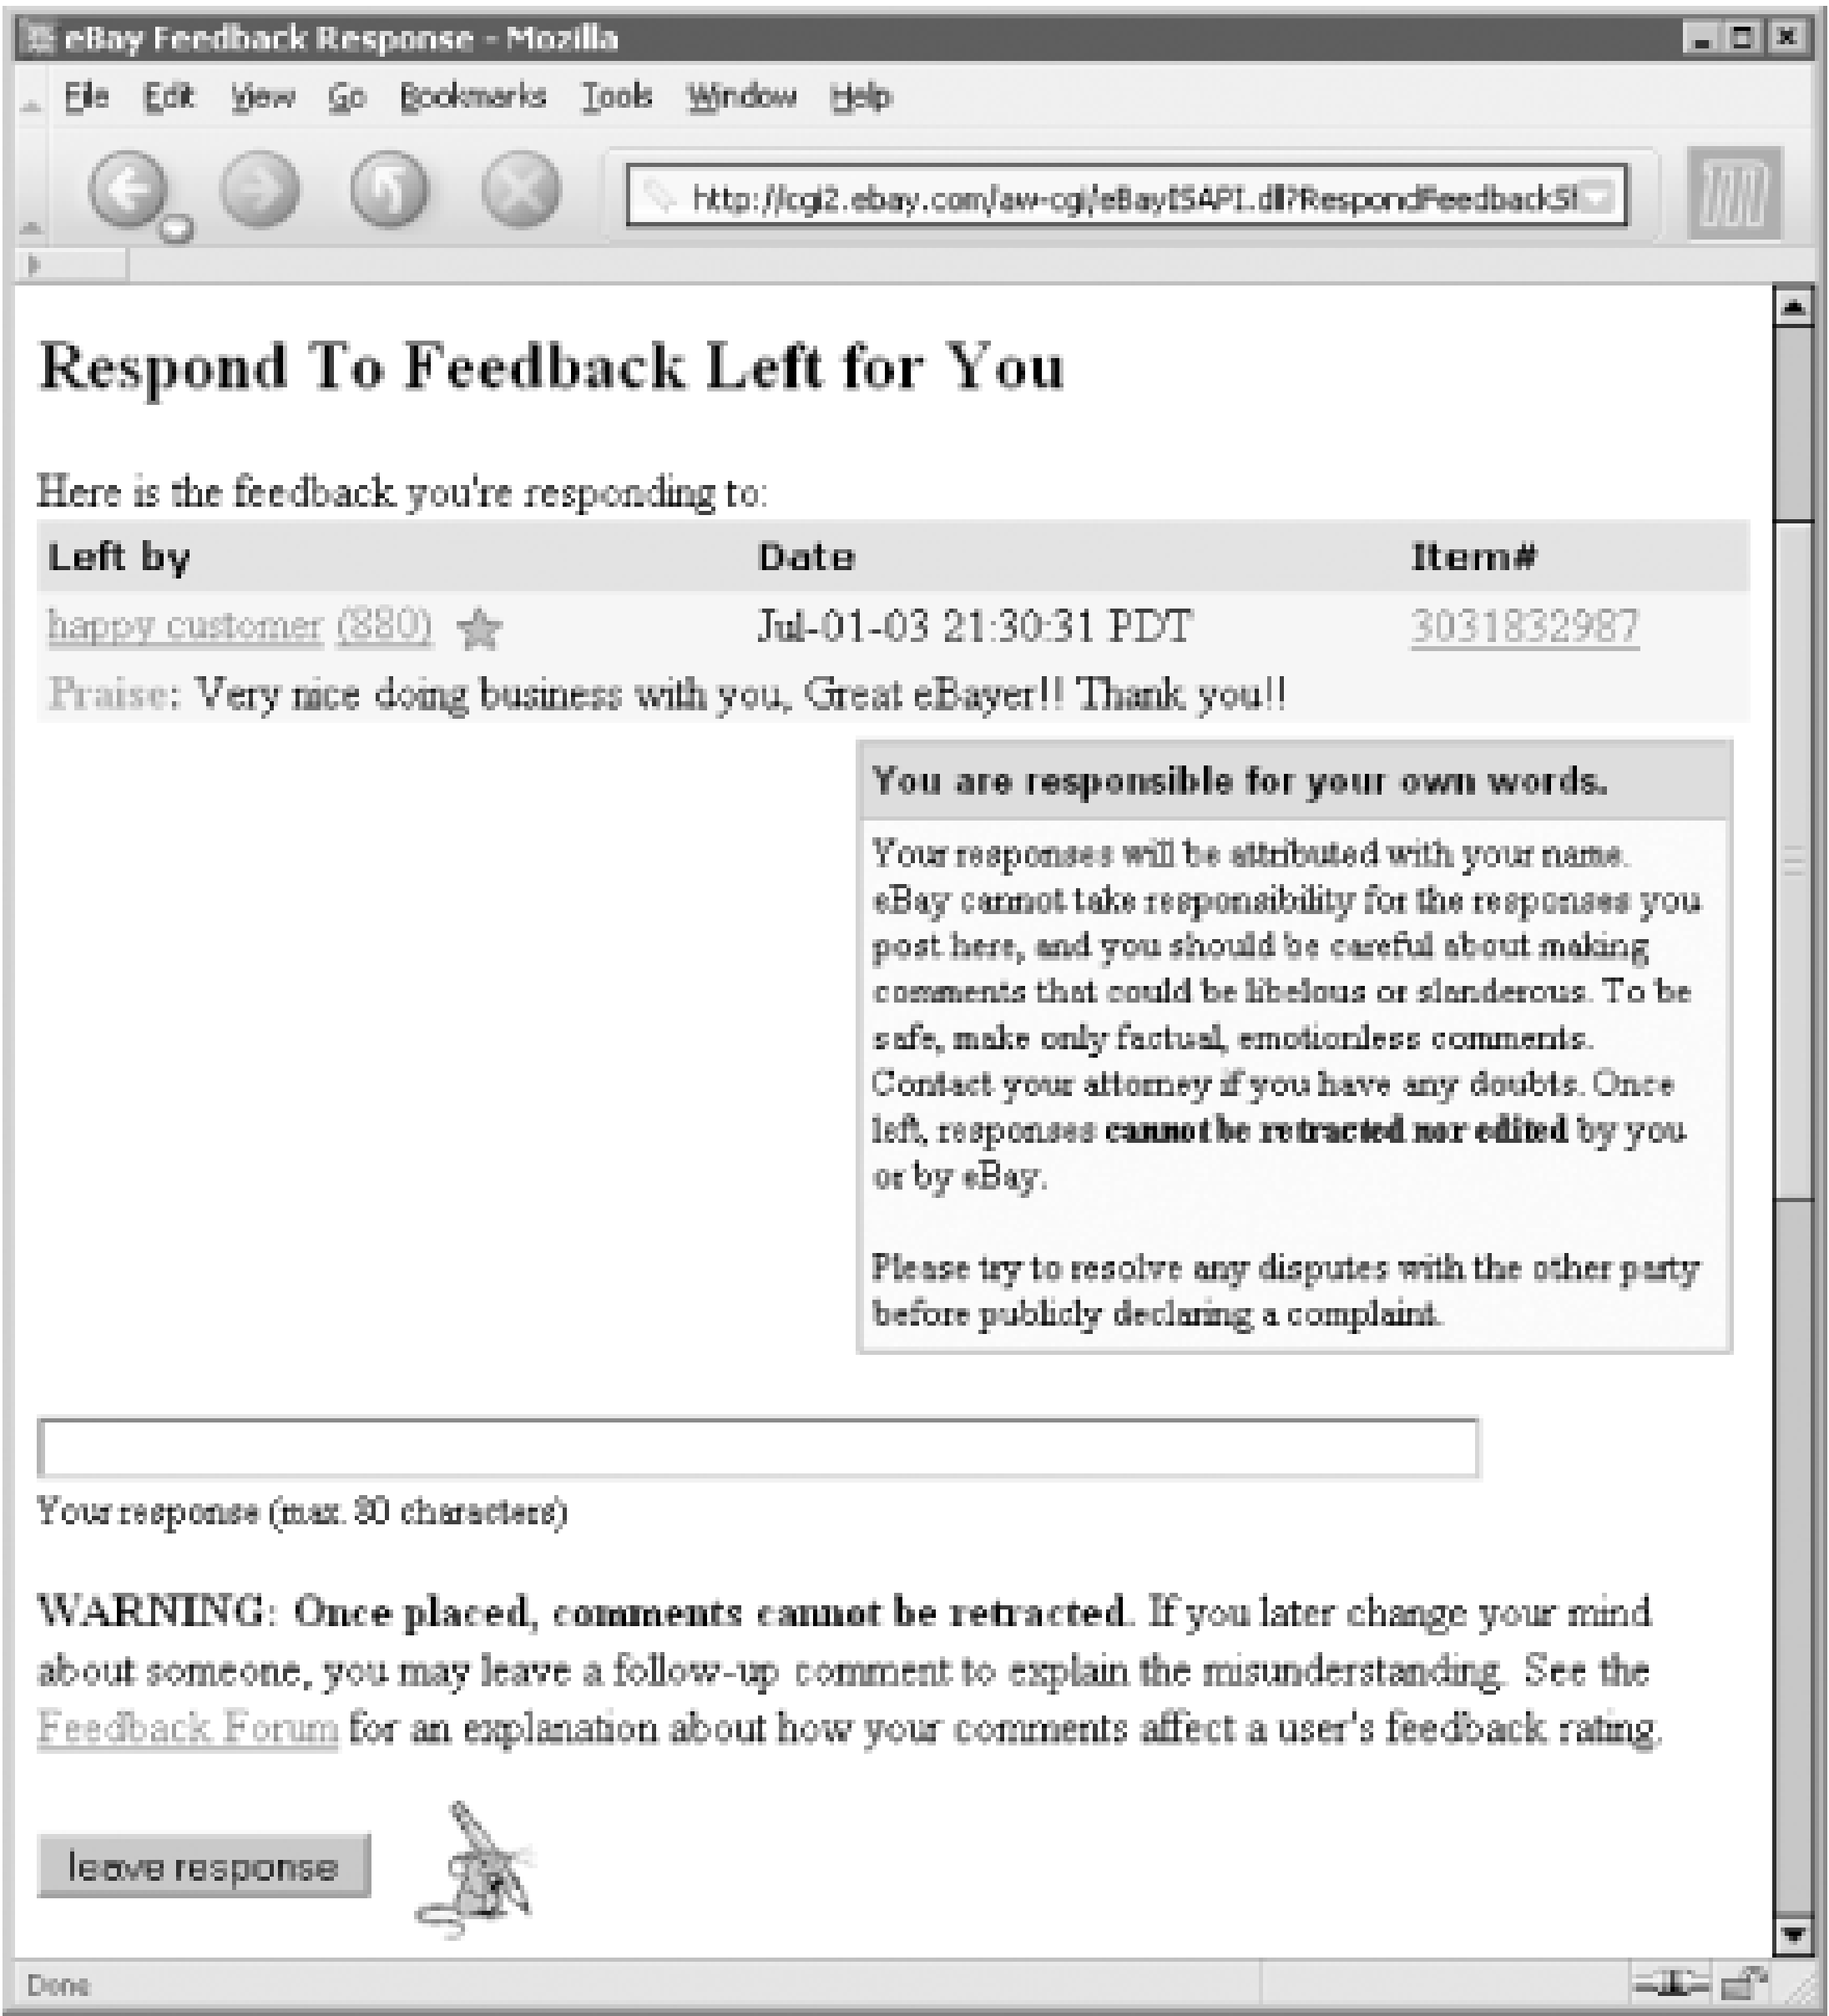 eBay Feedback Response - Mozilla
File Edit View Go Bookmarks Tools Window Help
http://cgi2.ebay.com/aw-cgi/eBayISAPI.dll?RespondFeedbackSh
Respond To Feedback Left for You
Here is the feedback you're responding to:
Left by Date Item#
happy customer (880) Jul-01-03 21:30:31 PDT 3031832987
Praise: Very nice doing business with you, Great eBayer!! Thank you!!
You are responsible for your own words.
Your responses will be attributed with your name.
eBay cannot take responsibility for the responses you
post here, and you should be careful about making
comments that could be libelous or slanderous. To be
safe, make only factual, emotionless comments.
Contact your attorney if you have any doubts. Once
left, responses cannot be retracted nor edited by you
or by eBay.
Please try to resolve any disputes with the other party
before publicly declaring a complaint.
Your response (max. 80 characters)
WARNING: Once placed, comments cannot be retracted. If you later change your mind
about someone, you may leave a follow-up comment to explain the misunderstanding. See the
Feedback Forum for an explanation about how your comments affect a user's feedback rating.
leave response
Done